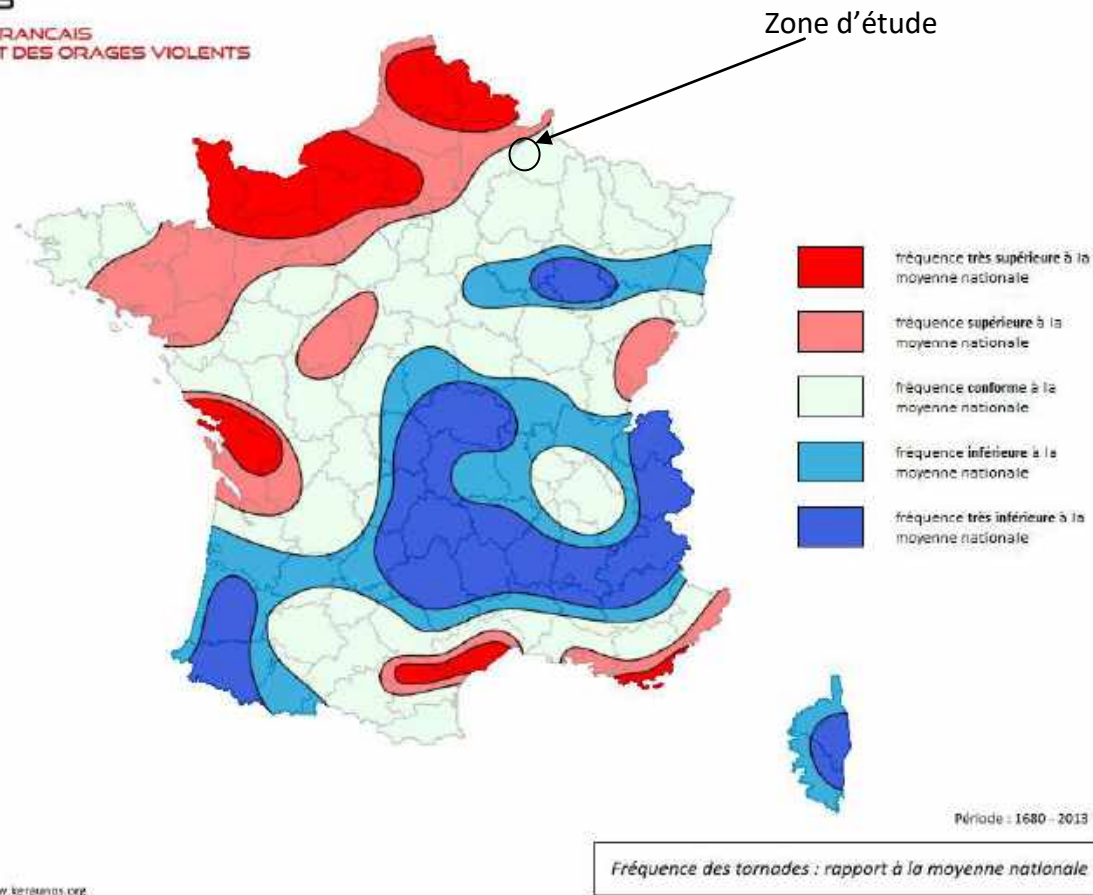 Zone d'étude
RANCAIS
T DES ORAGES VIOLENTS
fréquence très supérieure à la
moyenne nationale
fréquence supérieure à la
moyenne nationale
fréquence conforme à la
moyenne nationale
fréquence inférieure à la
moyenne nationale
fréquence très inférieure à la
moyenne nationale
Période : 1680 - 2013
Fréquence des tornades : rapport à la moyenne nationale
w.keraunos.org